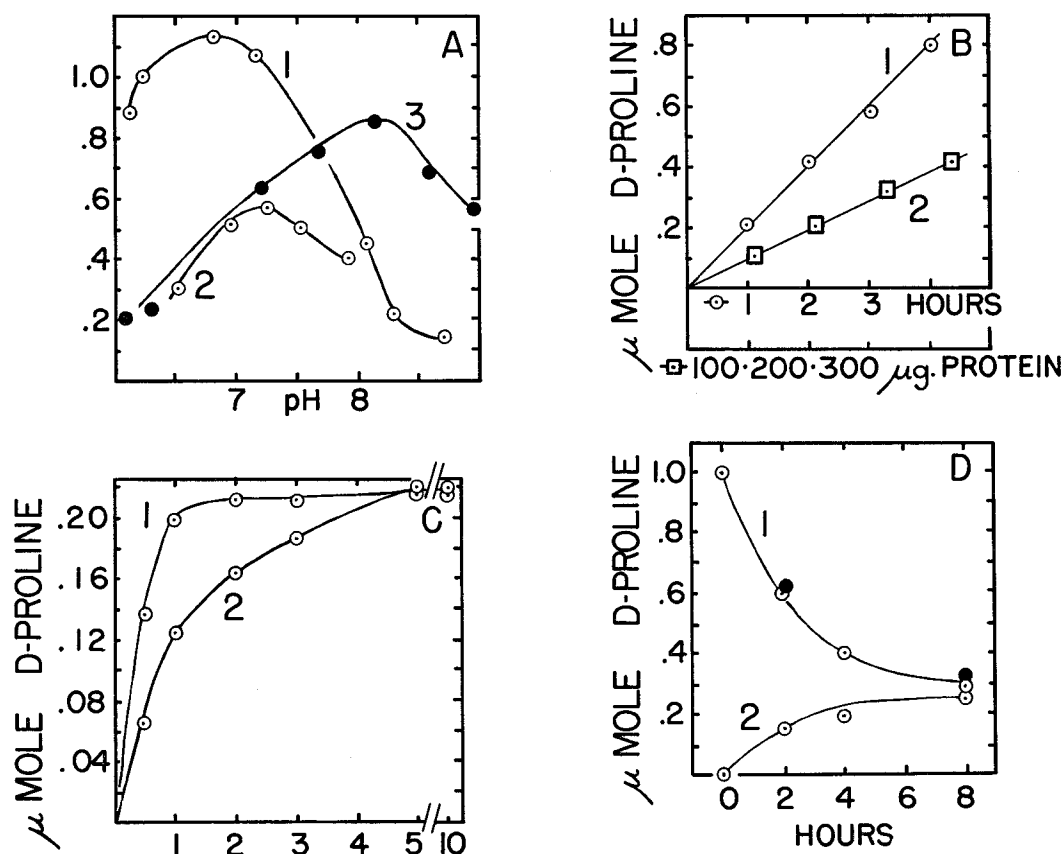 A
1.0
.8
.6
.4
.2
1
2
3
7 pH 8
B
μ MOLE D-PROLINE
.8
.6
.4
.2
1
2
1 2 3 HOURS
100·200·300 μg. PROTEIN
C
μ MOLE D-PROLINE
.20
.16
.12
.08
.04
1
2
1 2 3 4 5 10
D
μ MOLE D-PROLINE
1.0
.8
.6
.4
.2
1
2
0 2 4 6 8
HOURS